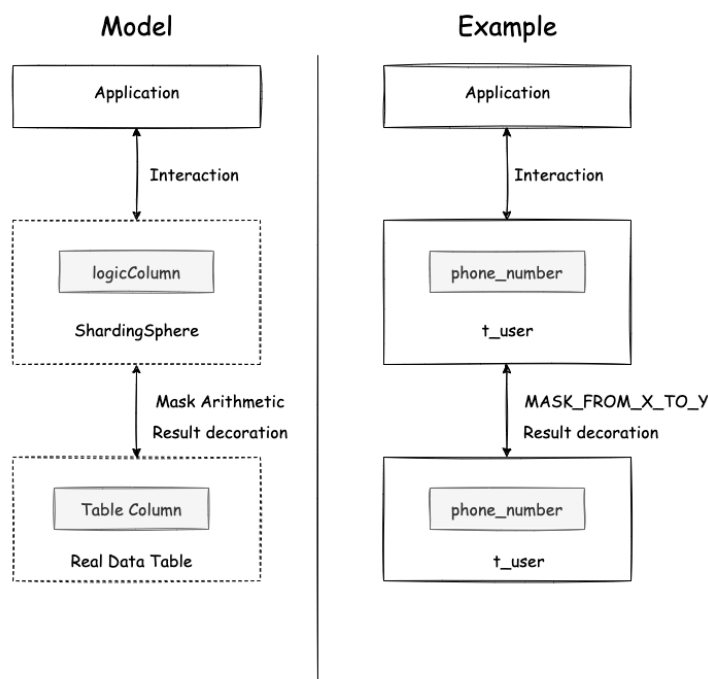 Model
Application
Interaction
logicColumn
ShardingSphere
Mask Arithmetic
Result decoration
Table Column
Real Data Table
Example
Application
Interaction
phone_number
t_user
MASK_FROM_X_TO_Y
Result decoration
phone_number
t_user